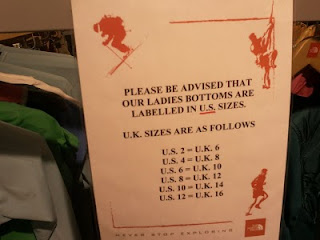 PLEASE BE ADVISED THAT
OUR LADIES BOTTOMS ARE
LABELLED IN U.S. SIZES.
U.K. SIZES ARE AS FOLLOWS
U.S. 2 = U.K. 6
U.S. 4 = U.K. 8
U.S. 6 = U.K. 10
U.S. 8 = U.K. 12
U.S. 10 = U.K. 14
U.S. 12 = U.K. 16
NEVER STOP EXPLORING